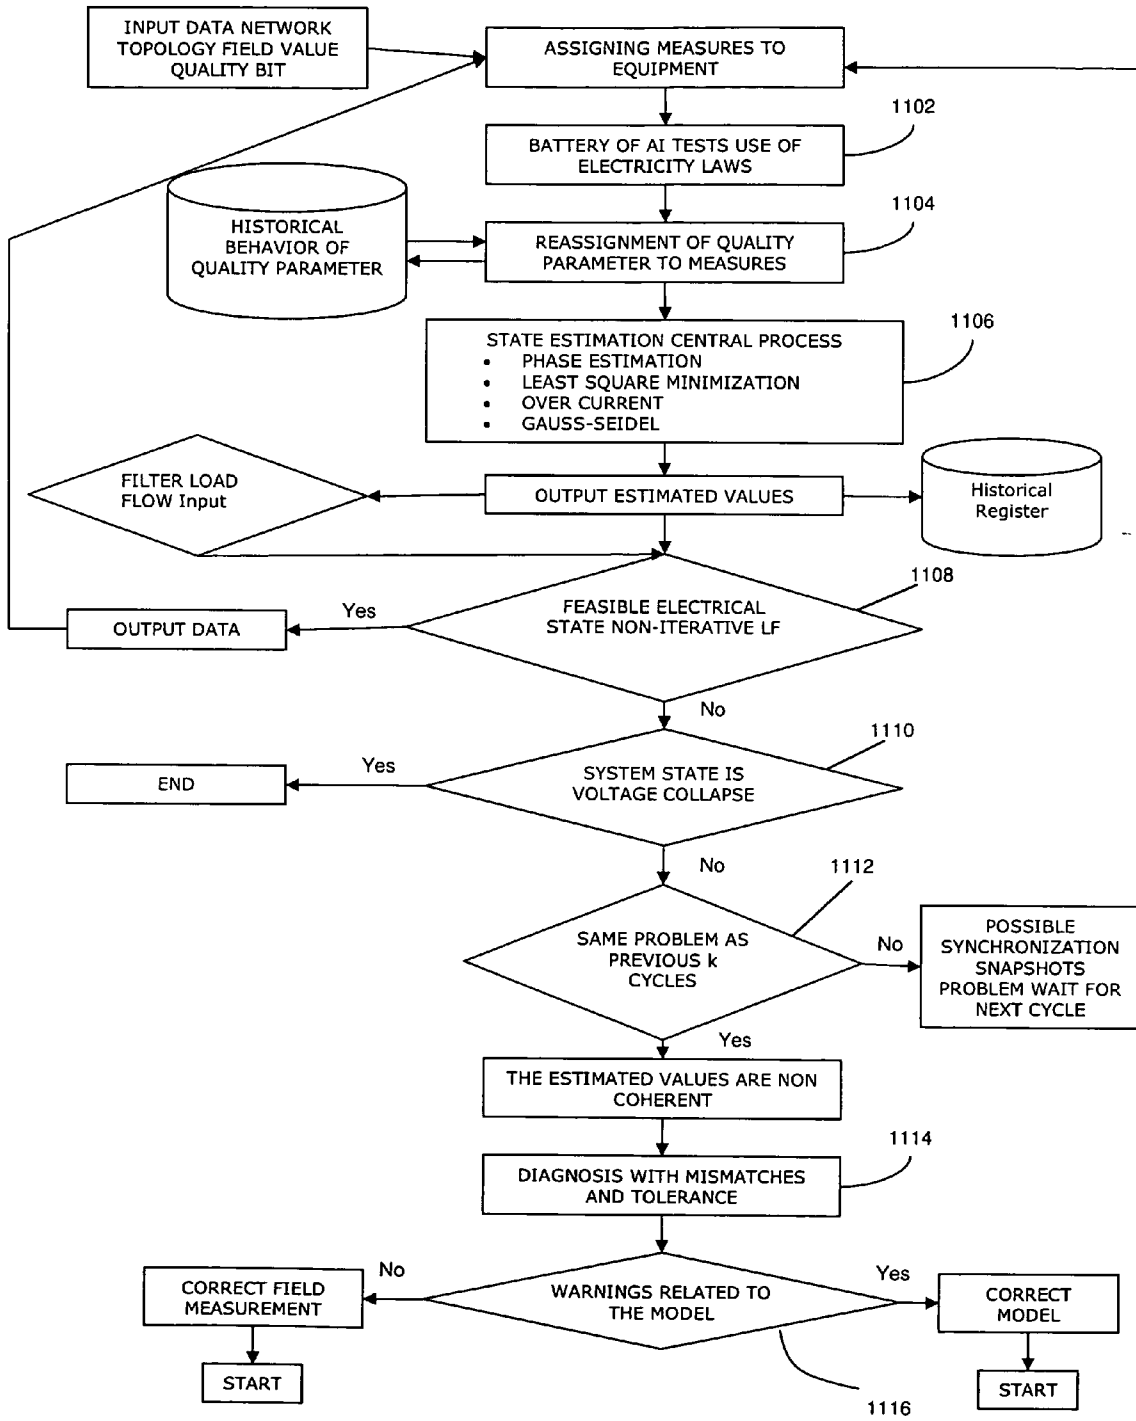 INPUT DATA NETWORK
TOPOLOGY FIELD VALUE
QUALITY BIT
ASSIGNING MEASURES TO
EQUIPMENT
1102
BATTERY OF AI TESTS USE OF
ELECTRICITY LAWS
1104
HISTORICAL
BEHAVIOR OF
QUALITY PARAMETER
REASSIGNMENT OF QUALITY
PARAMETER TO MEASURES
1106
STATE ESTIMATION CENTRAL PROCESS
• PHASE ESTIMATION
• LEAST SQUARE MINIMIZATION
• OVER CURRENT
• GAUSS-SEIDEL
FILTER LOAD
FLOW Input
OUTPUT ESTIMATED VALUES
Historical
Register
1108
FEASIBLE ELECTRICAL
STATE NON-ITERATIVE LF
Yes
OUTPUT DATA
No
1110
SYSTEM STATE IS
VOLTAGE COLLAPSE
Yes
END
No
1112
SAME PROBLEM AS
PREVIOUS k
CYCLES
No
POSSIBLE
SYNCHRONIZATION
SNAPSHOTS
PROBLEM WAIT FOR
NEXT CYCLE
Yes
THE ESTIMATED VALUES ARE NON
COHERENT
1114
DIAGNOSIS WITH MISMATCHES
AND TOLERANCE
No
Yes
CORRECT FIELD
MEASUREMENT
WARNINGS RELATED TO
THE MODEL
CORRECT
MODEL
START
START
1116